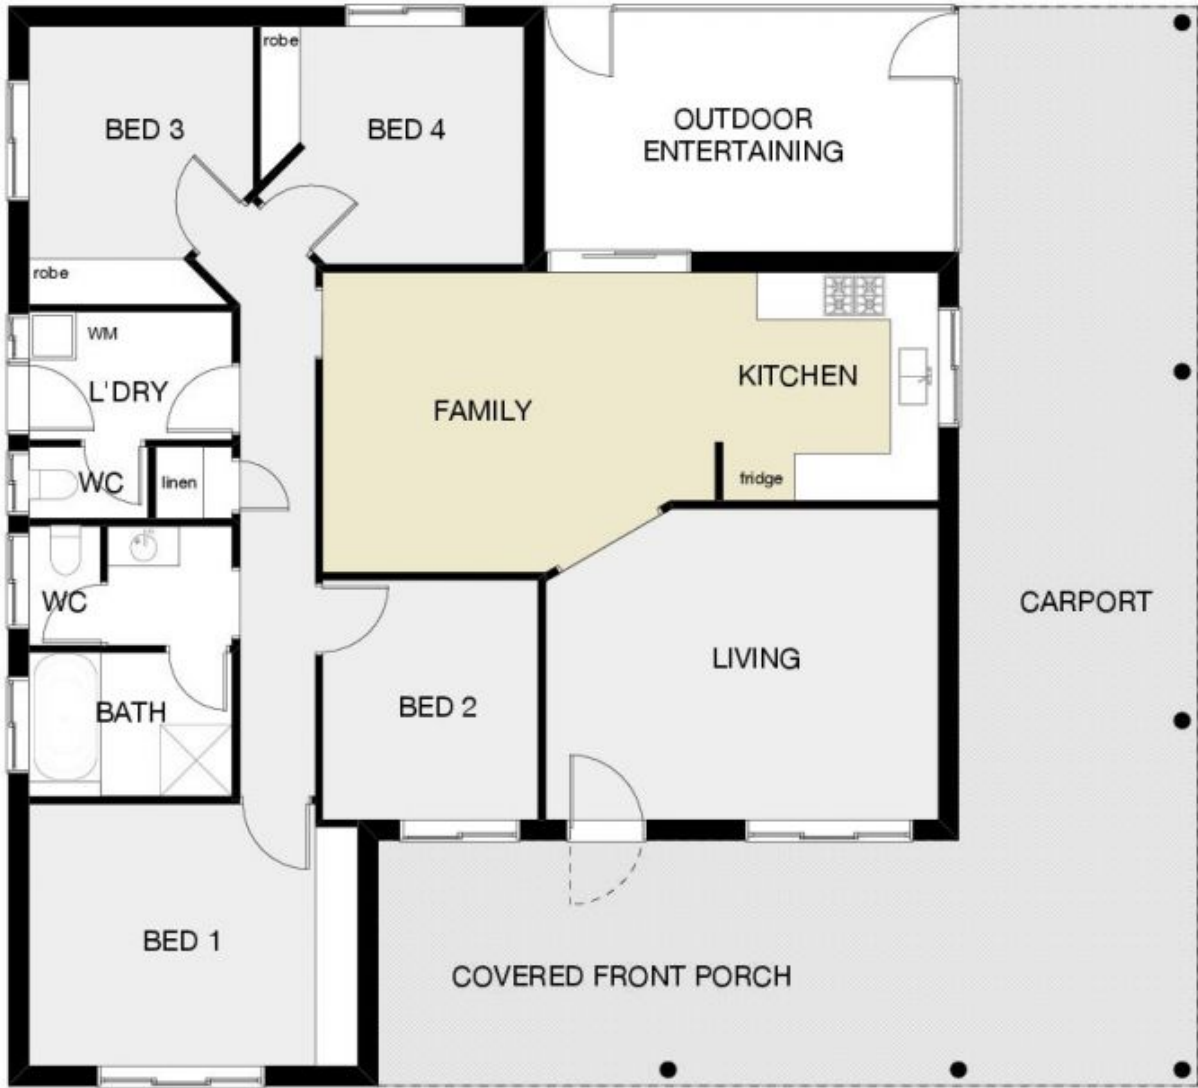 robe
BED 3
BED 4
OUTDOOR
ENTERTAINING
robe
WM
L'DRY
KITCHEN
FAMILY
WC
linen
fridge
WC
CARPORT
LIVING
BED 2
BATH
BED 1
COVERED FRONT PORCH